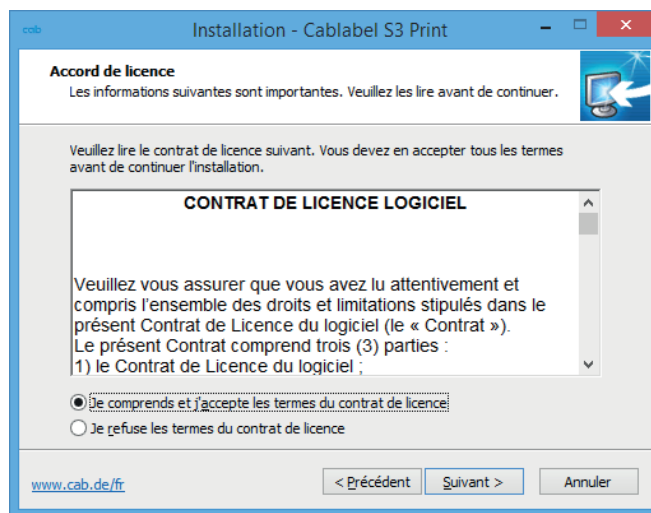 cab
Installation - Cablabel S3 Print
Accord de licence
Les informations suivantes sont importantes. Veuillez les lire avant de continuer.
Veuillez lire le contrat de licence suivant. Vous devez en accepter tous les termes
avant de continuer l'installation.
CONTRAT DE LICENCE LOGICIEL
Veuillez vous assurer que vous avez lu attentivement et
compris l’ensemble des droits et limitations stipulés dans le
présent Contrat de Licence du logiciel (le « Contrat »).
Le présent Contrat comprend trois (3) parties :
1) le Contrat de Licence du logiciel ;
Je comprends et j'accepte les termes du contrat de licence
Je refuse les termes du contrat de licence
www.cab.de/fr
< Précédent
Suivant >
Annuler